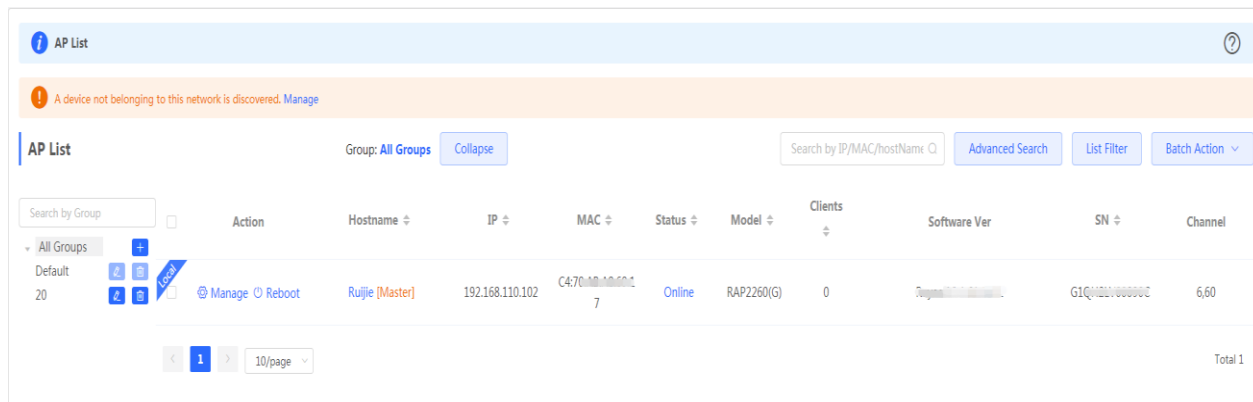 AP List
A device not belonging to this network is discovered. Manage
AP List
Group: All Groups
Collapse
Search by IP/MAC/hostName
Advanced Search
List Filter
Batch Action
Search by Group
All Groups
Default
20
Action
Hostname
IP
MAC
Status
Model
Clients
Software Ver
SN
Channel
Local
Manage
Reboot
Ruijie [Master]
192.168.110.102
C4:70
7
Online
RAP2260(G)
0
6,60
1
10/page
Total 1